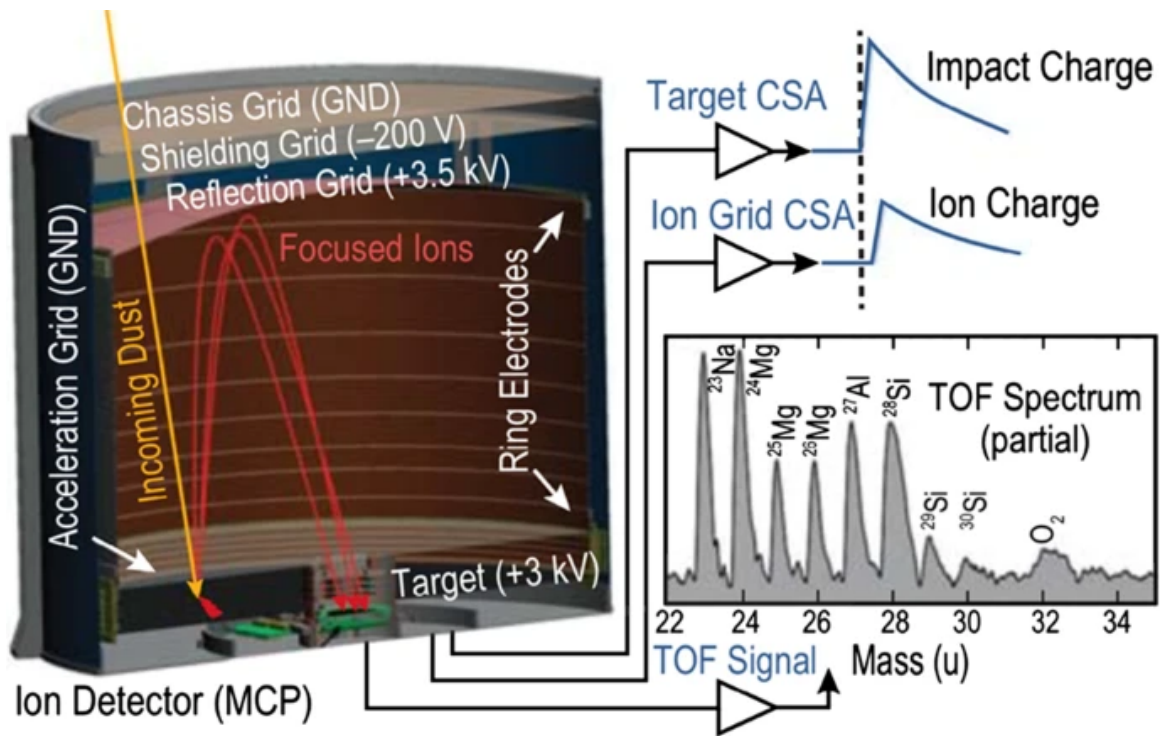 Chassis Grid (GND)
Shielding Grid (–200 V)
Reflection Grid (+3.5 kV)
Focused Ions
Acceleration Grid (GND)
Incoming Dust
Ring Electrodes
Target (+3 kV)
Ion Detector (MCP)
Target CSA
Impact Charge
Ion Grid CSA
Ion Charge
²³Na
²⁴Mg
²⁵Mg
²⁶Mg
²⁷Al
²⁸Si
²⁹Si
³⁰Si
O₂
TOF Spectrum
(partial)
22 24 26 28 30 32 34
TOF Signal
Mass (u)